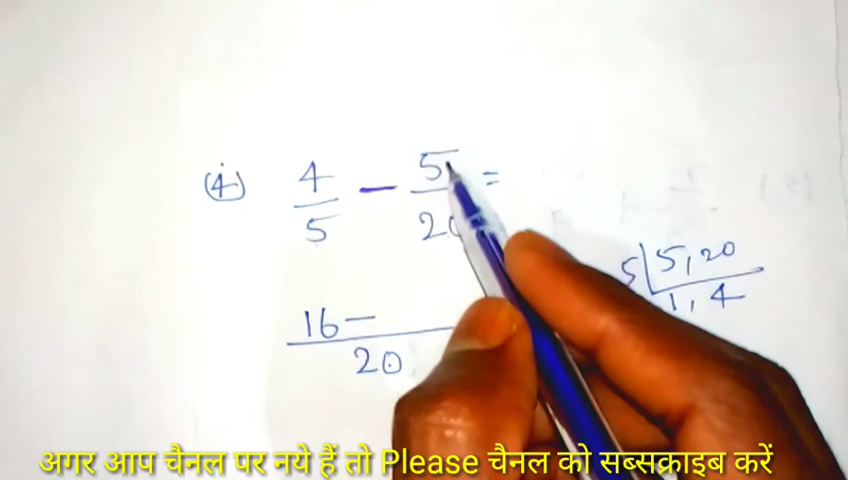 (4) 4/5 - 5/20 =
5 | 5, 20
1, 4
16 -
20
अगर आप चैनल पर नये हैं तो Please चैनल को सब्सक्राइब करें